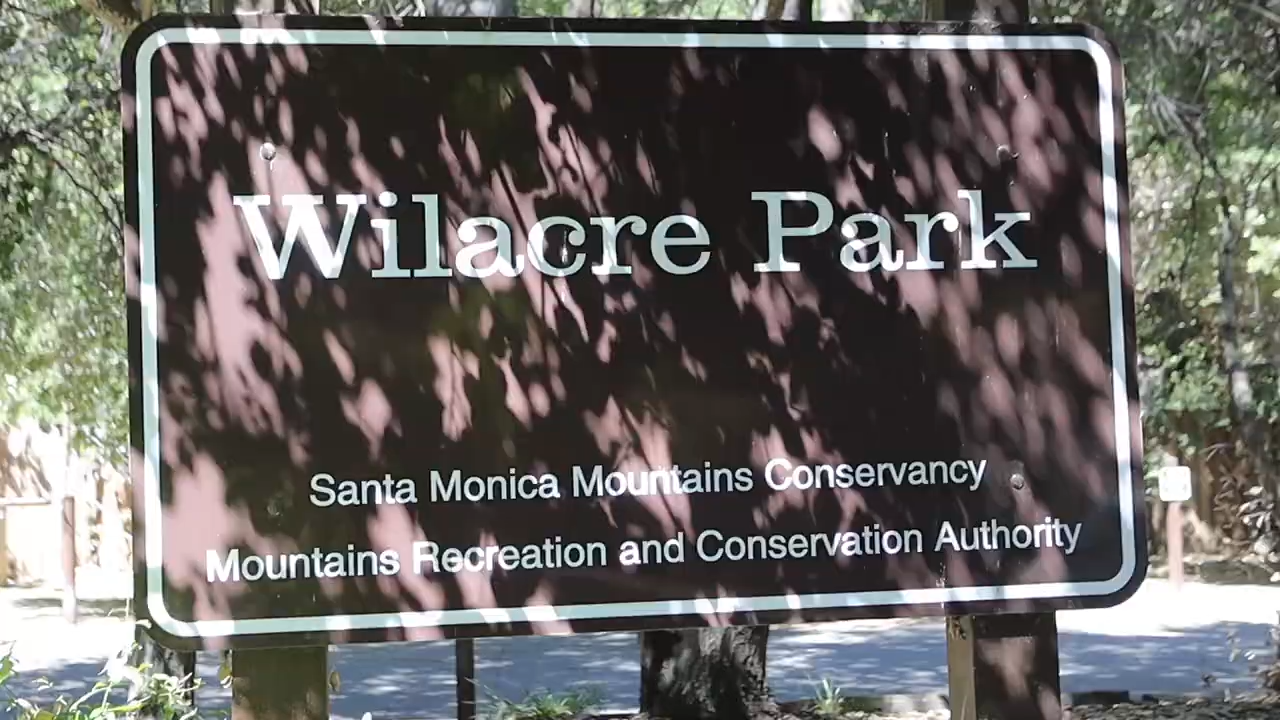 Wilacre Park
Santa Monica Mountains Conservancy
Mountains Recreation and Conservation Authority